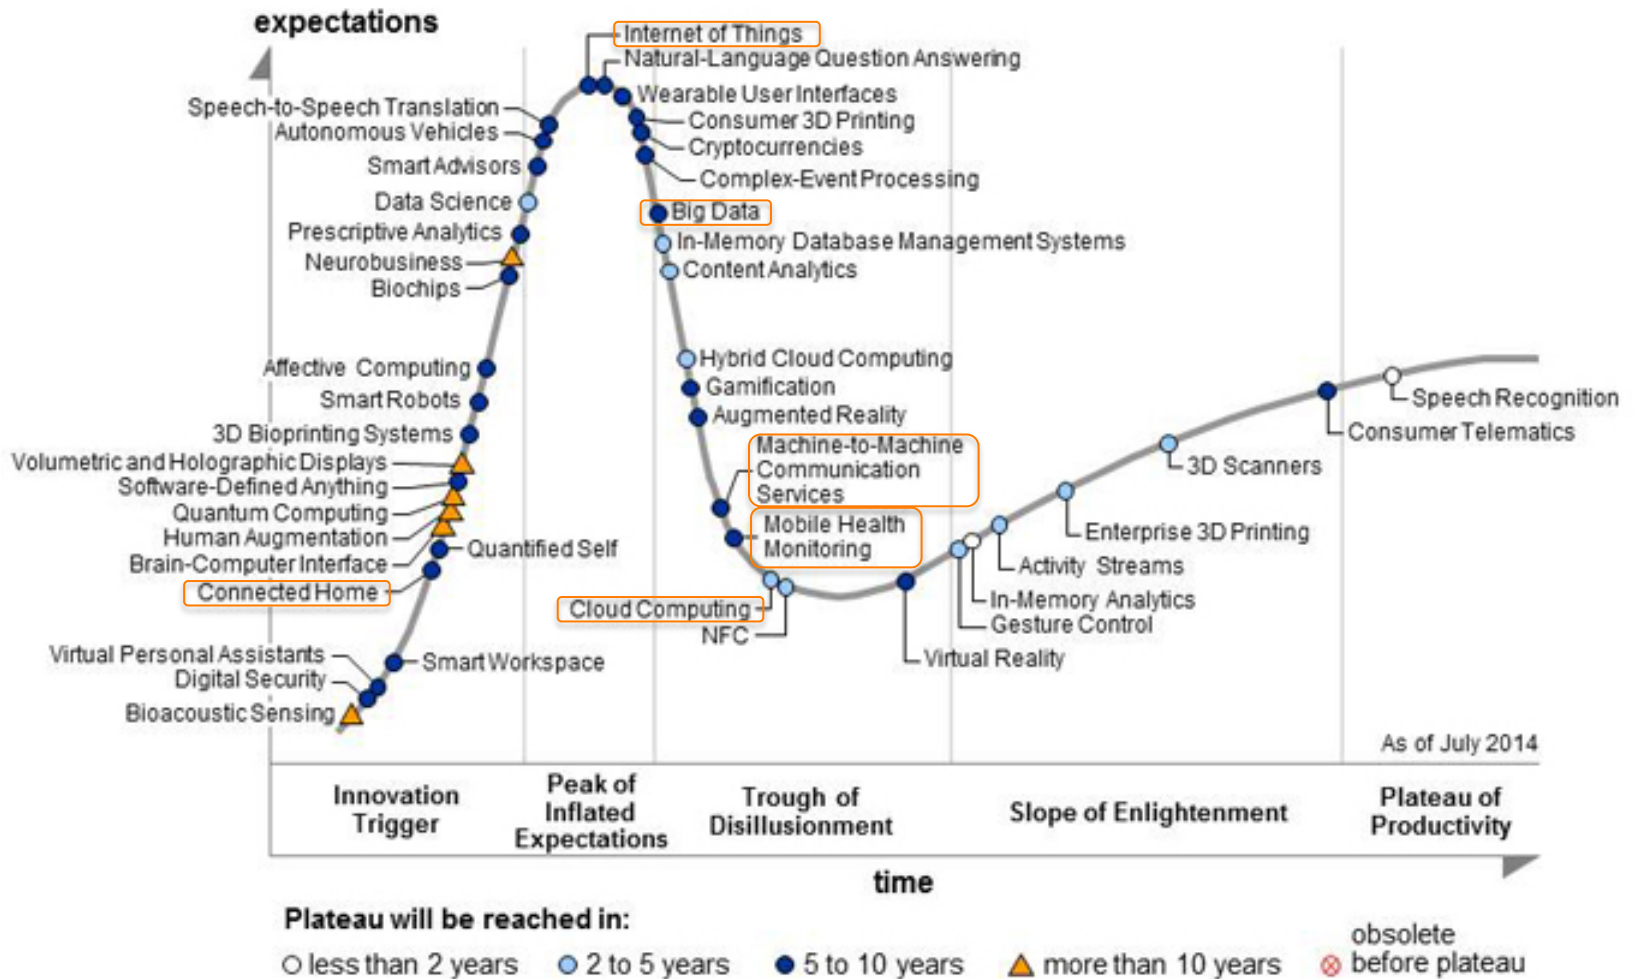 expectations
Internet of Things
Natural-Language Question Answering
Wearable User Interfaces
Speech-to-Speech Translation
Consumer 3D Printing
Autonomous Vehicles
Cryptocurrencies
Smart Advisors
Complex-Event Processing
Data Science
Big Data
Prescriptive Analytics
In-Memory Database Management Systems
Neurobusiness
Content Analytics
Biochips
Hybrid Cloud Computing
Affective Computing
Gamification
Smart Robots
Augmented Reality
3D Bioprinting Systems
Machine-to-Machine
Communication
Services
Volumetric and Holographic Displays
Software-Defined Anything
Quantum Computing
Mobile Health
Monitoring
Human Augmentation
Quantified Self
Brain-Computer Interface
Connected Home
Cloud Computing
NFC
Virtual Personal Assistants
Smart Workspace
Digital Security
Bioacoustic Sensing
Speech Recognition
Consumer Telematics
3D Scanners
Enterprise 3D Printing
Activity Streams
In-Memory Analytics
Gesture Control
Virtual Reality
As of July 2014
Innovation
Trigger
Peak of
Inflated
Expectations
Trough of
Disillusionment
Slope of Enlightenment
Plateau of
Productivity
time
Plateau will be reached in:
less than 2 years
2 to 5 years
5 to 10 years
more than 10 years
obsolete
before plateau